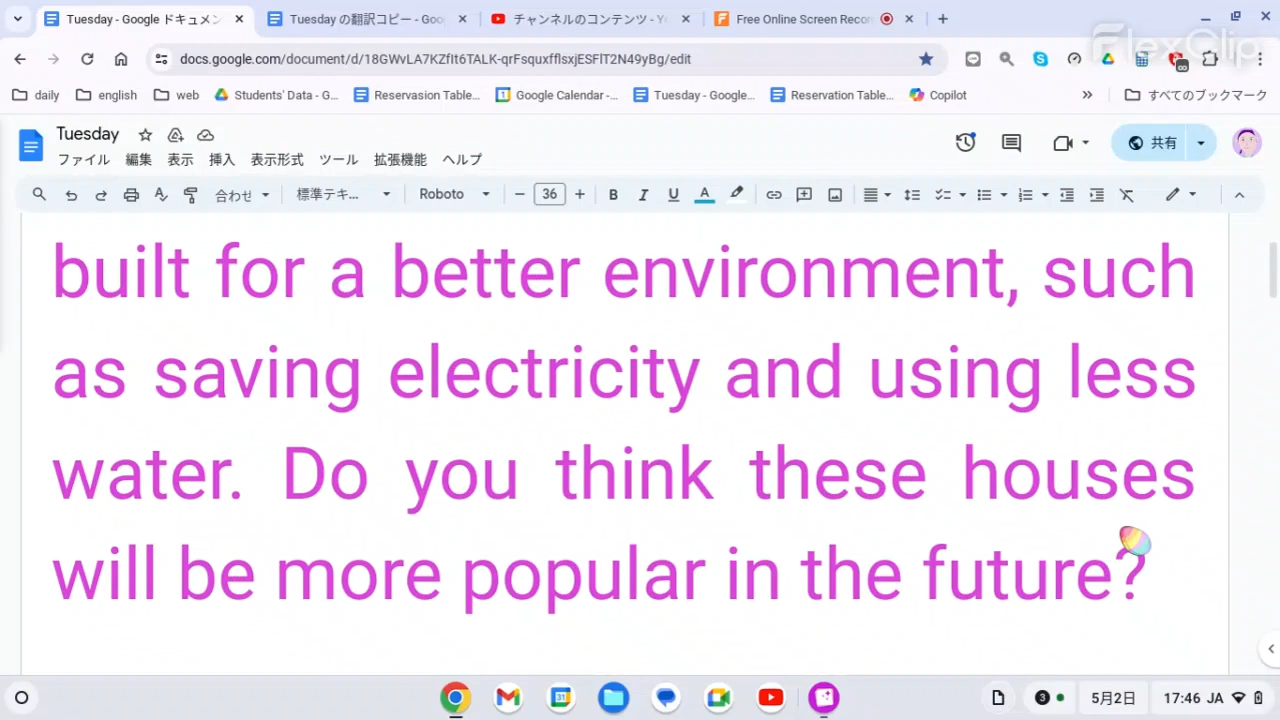 Tuesday - Google ドキュメン
Tuesday の翻訳コピー - Goo
チャンネルのコンテンツ - Yo
Free Online Screen Recor
FlexClip
docs.google.com/document/d/
daily
english
web
Students' Data - G...
Reservasion Table...
Google Calendar -...
Tuesday - Google...
Reservation Table...
Copilot
すべてのブックマーク
Tuesday
共有
ファイル 編集 表示 挿入 表示形式 ツール 拡張機能 ヘルプ
合わせ 標準テキ... Roboto 36 B I U A
built for a better environment, such
as saving electricity and using less
water. Do you think these houses
will be more popular in the future?
31
3
5月2日
17:46 JA